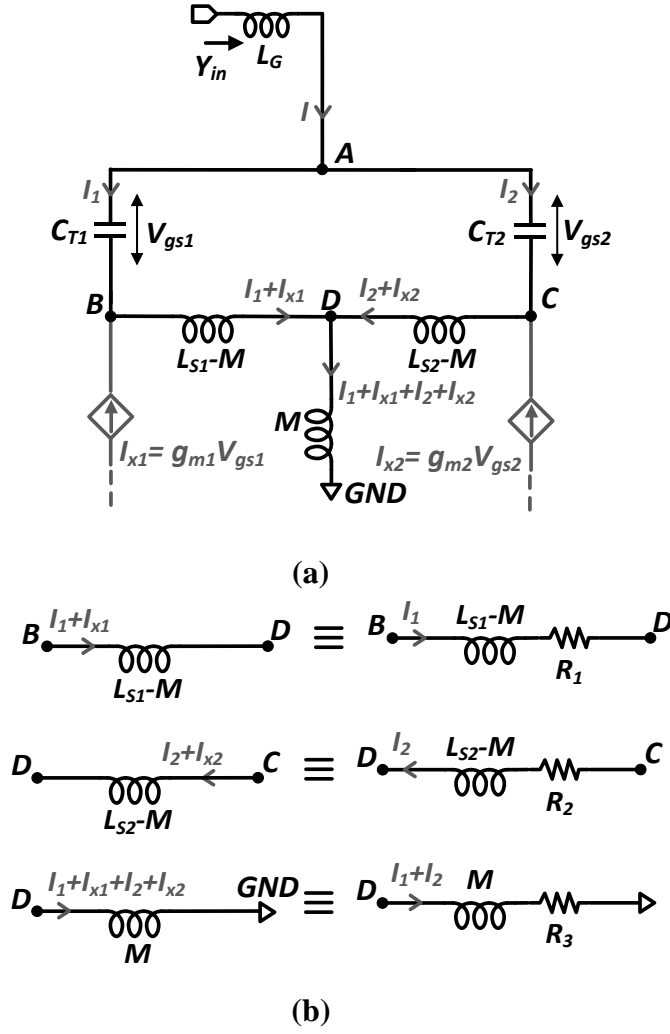 L_G
Y_in
I
A
I_1
I_2
C_T1
V_gs1
C_T2
V_gs2
I_1+I_x1
I_2+I_x2
B
D
C
L_S1-M
L_S2-M
I_1+I_x1+I_2+I_x2
M
I_x1= g_m1V_gs1
I_x2= g_m2V_gs2
GND
(a)
I_1+I_x1
B
D
L_S1-M
≡
I_1
L_S1-M
B
D
R_1
I_2+I_x2
D
C
L_S2-M
≡
I_2
L_S2-M
D
C
R_2
I_1+I_x1+I_2+I_x2
GND
D
M
≡
I_1+I_2
M
D
R_3
(b)